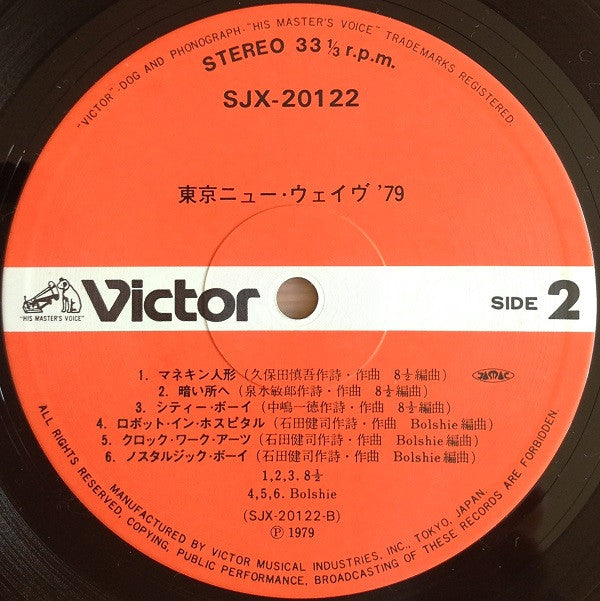 "VICTOR"-DOG AND PHONOGRAPH-"HIS MASTER'S VOICE" TRADEMARKS REGISTERED.
STEREO 33 1/3 r.p.m.
SJX-20122
東京ニュー・ウェイヴ '79
"HIS MASTER'S VOICE"
Victor
SIDE 2
1. マネキン人形（久保田慎吾作詩・作曲 8½編曲）
JASRAC
2. 暗い所へ（泉水敏郎作詩・作曲 8½編曲）
3. シティー・ボーイ（中嶋一徳作詩・作曲 8½編曲）
4. ロボット・イン・ホスピタル（石田健司作詩・作曲 Bolshie編曲）
5. クロック・ワーク・アーツ（石田健司作詩・作曲 Bolshie編曲）
6. ノスタルジック・ボーイ（石田健司作詩・作曲 Bolshie編曲）
1,2,3. 8½
4,5,6. Bolshie
(SJX-20122-B)
Ⓟ 1979
MANUFACTURED BY VICTOR MUSICAL INDUSTRIES, INC., TOKYO, JAPAN.
ALL RIGHTS RESERVED, COPYING, PUBLIC PERFORMANCE, BROADCASTING OF THESE RECORDS ARE FORBIDDEN.